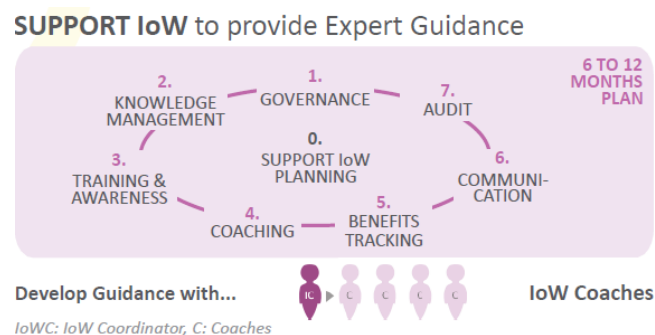 SUPPORT IoW to provide Expert Guidance
6 TO 12
MONTHS
PLAN
0.
SUPPORT IoW
PLANNING
1.
GOVERNANCE
2.
KNOWLEDGE
MANAGEMENT
3.
TRAINING &
AWARENESS
4.
COACHING
5.
BENEFITS
TRACKING
6.
COMMUNI-
CATION
7.
AUDIT
Develop Guidance with...
IC
C
C
C
C
IoW Coaches
IoWC: IoW Coordinator, C: Coaches